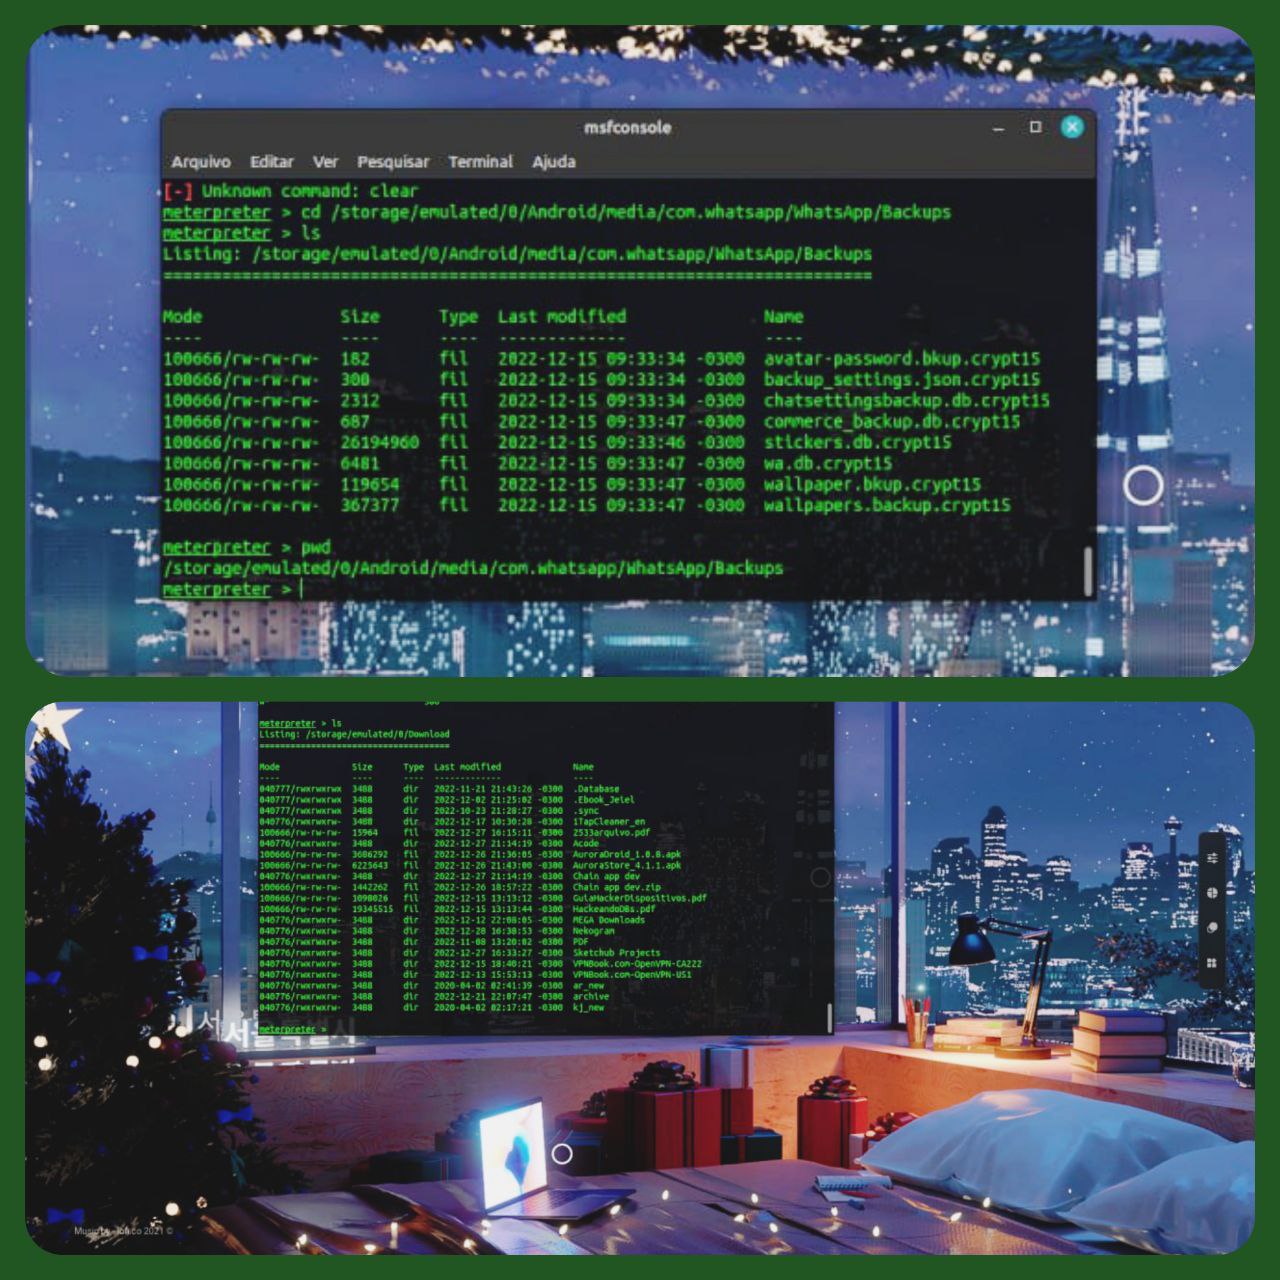 msfconsole
Arquivo Editar Ver Pesquisar Terminal Ajuda
[-] Unknown command: clear
meterpreter > cd /storage/emulated/0/Android/media/com.whatsapp/WhatsApp/Backups
meterpreter > ls
Listing: /storage/emulated/0/Android/media/com.whatsapp/WhatsApp/Backups
========================================================================
Mode Size Type Last modified Name
---- ---- ---- ------------- ----
100666/rw-rw-rw- 182 fil 2022-12-15 09:33:34 -0300 avatar-password.bkup.crypt15
100666/rw-rw-rw- 300 fil 2022-12-15 09:33:34 -0300 backup_settings.json.crypt15
100666/rw-rw-rw- 2312 fil 2022-12-15 09:33:34 -0300 chatsettingsbackup.db.crypt15
100666/rw-rw-rw- 687 fil 2022-12-15 09:33:47 -0300 commerce_backup.db.crypt15
100666/rw-rw-rw- 26194960 fil 2022-12-15 09:33:46 -0300 stickers.db.crypt15
100666/rw-rw-rw- 6481 fil 2022-12-15 09:33:47 -0300 wa.db.crypt15
100666/rw-rw-rw- 119654 fil 2022-12-15 09:33:47 -0300 wallpaper.bkup.crypt15
100666/rw-rw-rw- 367377 fil 2022-12-15 09:33:47 -0300 wallpapers.backup.crypt15
meterpreter > pwd
/storage/emulated/0/Android/media/com.whatsapp/WhatsApp/Backups
meterpreter >
meterpreter > ls
Listing: /storage/emulated/0/Download
=====================================
Mode Size Type Last modified Name
---- ---- ---- ------------- ----
040777/rwxrwxrwx 3488 dir 2022-11-21 21:43:26 -0300 .Database
040777/rwxrwxrwx 3488 dir 2022-12-02 21:25:02 -0300 .Ebook_Jelel
040777/rwxrwxrwx 3488 dir 2022-10-23 21:28:27 -0300 .sync
040776/rwxrwxrw- 3488 dir 2022-12-17 10:30:28 -0300 1TapCleaner_en
100666/rw-rw-rw- 15964 fil 2022-12-27 16:15:11 -0300 2533arquivo.pdf
040776/rwxrwxrw- 3488 dir 2022-12-27 21:14:19 -0300 Acode
100666/rw-rw-rw- 3686292 fil 2022-12-26 21:36:05 -0300 AuroraDroid_1.0.8.apk
100666/rw-rw-rw- 6225643 fil 2022-12-26 21:43:00 -0300 AuroraStore_4.1.1.apk
040776/rwxrwxrw- 3488 dir 2022-12-27 21:14:19 -0300 Chain app dev
100666/rw-rw-rw- 1442262 fil 2022-12-26 18:57:22 -0300 Chain app dev.zip
100666/rw-rw-rw- 1098026 fil 2022-12-15 13:13:12 -0300 GuiaHackerDispositivos.pdf
100666/rw-rw-rw- 19345515 fil 2022-12-15 13:13:44 -0300 HackeandoDBs.pdf
040776/rwxrwxrw- 3488 dir 2022-12-12 22:08:05 -0300 MEGA Downloads
040776/rwxrwxrw- 3488 dir 2022-12-28 16:38:53 -0300 Nekogram
040776/rwxrwxrw- 3488 dir 2022-11-08 13:20:02 -0300 PDF
040776/rwxrwxrw- 3488 dir 2022-12-27 16:33:27 -0300 Sketchub Projects
040776/rwxrwxrw- 3488 dir 2022-12-15 18:40:21 -0300 VPNBook.com-OpenVPN-CA222
040776/rwxrwxrw- 3488 dir 2022-12-13 15:53:13 -0300 VPNBook.com-OpenVPN-US1
040776/rwxrwxrw- 3488 dir 2020-04-02 02:41:39 -0300 ar_new
040776/rwxrwxrw- 3488 dir 2022-12-21 22:07:47 -0300 archive
040776/rwxrwxrw- 3488 dir 2020-04-02 02:17:21 -0300 kj_new
meterpreter >
2021 ©